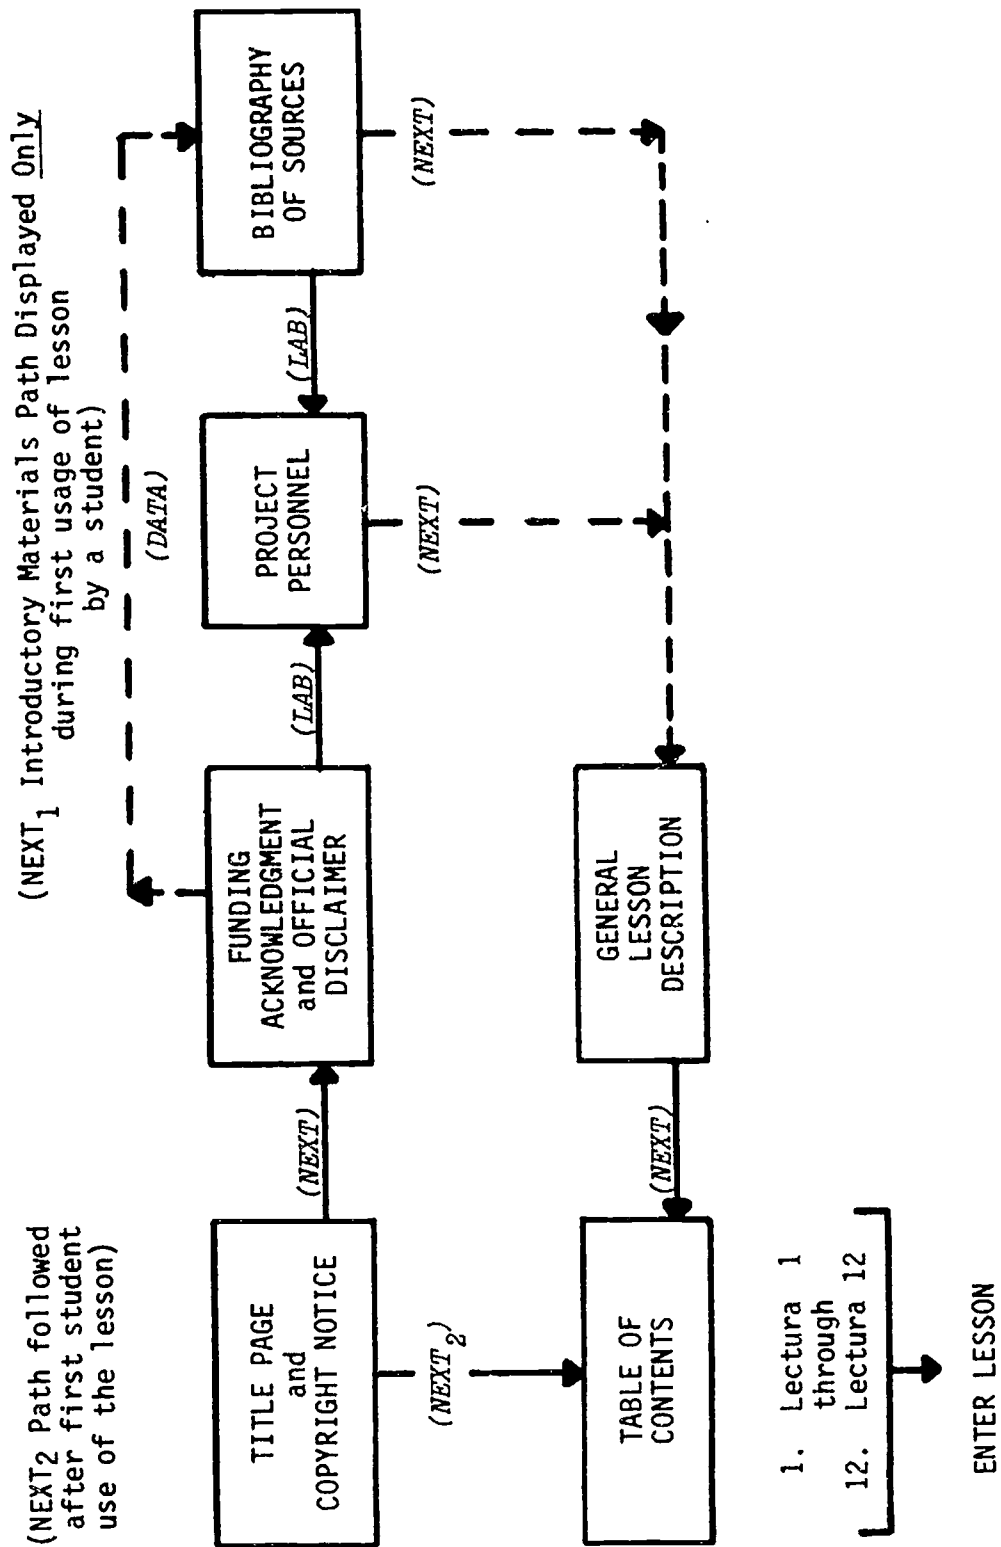 (NEXT2 Path followed
after first student
use of the lesson)
(NEXT1 Introductory Materials Path Displayed Only
during first usage of lesson
by a student)
(DATA)
TITLE PAGE
and
COPYRIGHT NOTICE
(NEXT)
FUNDING
ACKNOWLEDGMENT
and OFFICIAL
DISCLAIMER
(LAB)
PROJECT
PERSONNEL
(LAB)
BIBLIOGRAPHY
OF SOURCES
(NEXT2)
(NEXT)
(NEXT)
TABLE OF
CONTENTS
(NEXT)
GENERAL
LESSON
DESCRIPTION
1. Lectura 1
through
12. Lectura 12
ENTER LESSON